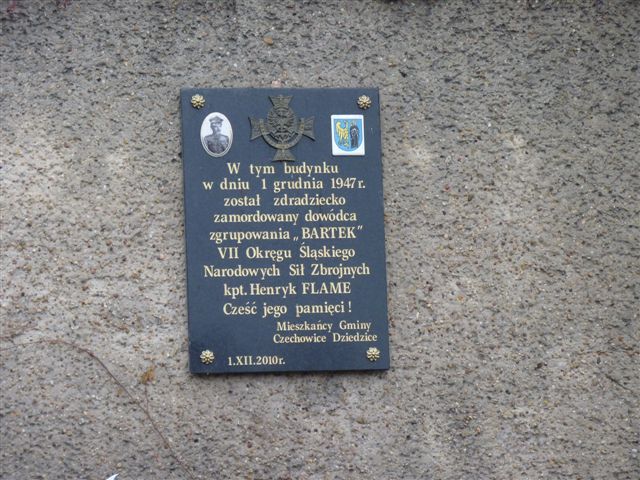 W tym budynku
w dniu 1 grudnia 1947r.
został zdradziecko
zamordowany dowódca
zgrupowania „BARTEK”
VII Okręgu Śląskiego
Narodowych Sił Zbrojnych
kpt. Henryk FLAME
Cześć jego pamięci!
Mieszkańcy Gminy
Czechowice Dziedzice
1.XII.2010r.